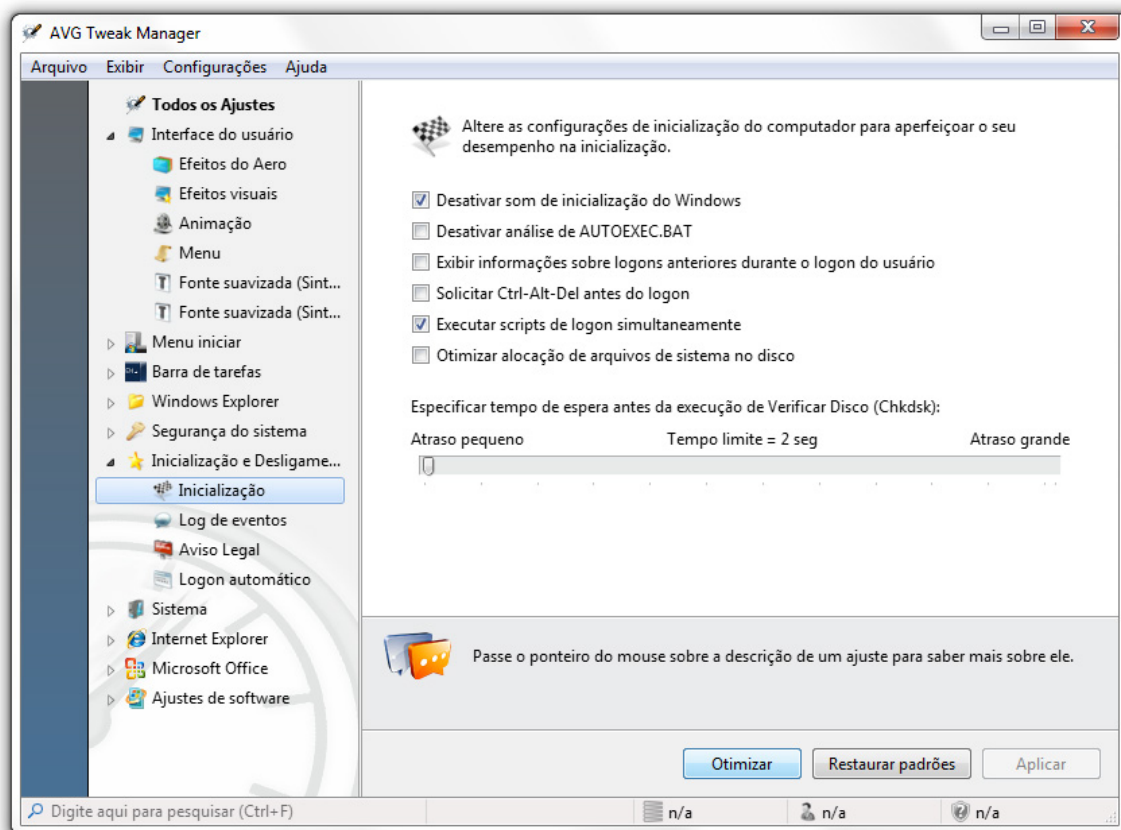 AVG Tweak Manager
Arquivo Exibir Configurações Ajuda
Todos os Ajustes
Interface do usuário
Efeitos do Aero
Efeitos visuais
Animação
Menu
Fonte suavizada (Sint...
Fonte suavizada (Sint...
Menu iniciar
Barra de tarefas
Windows Explorer
Segurança do sistema
Inicialização e Desligame...
Inicialização
Log de eventos
Aviso Legal
Logon automático
Sistema
Internet Explorer
Microsoft Office
Ajustes de software
Altere as configurações de inicialização do computador para aperfeiçoar o seu
desempenho na inicialização.
Desativar som de inicialização do Windows
Desativar análise de AUTOEXEC.BAT
Exibir informações sobre logons anteriores durante o logon do usuário
Solicitar Ctrl-Alt-Del antes do logon
Executar scripts de logon simultaneamente
Otimizar alocação de arquivos de sistema no disco
Especificar tempo de espera antes da execução de Verificar Disco (Chkdsk):
Atraso pequeno Tempo limite = 2 seg Atraso grande
Passe o ponteiro do mouse sobre a descrição de um ajuste para saber mais sobre ele.
Otimizar Restaurar padrões Aplicar
Digite aqui para pesquisar (Ctrl+F) n/a n/a n/a